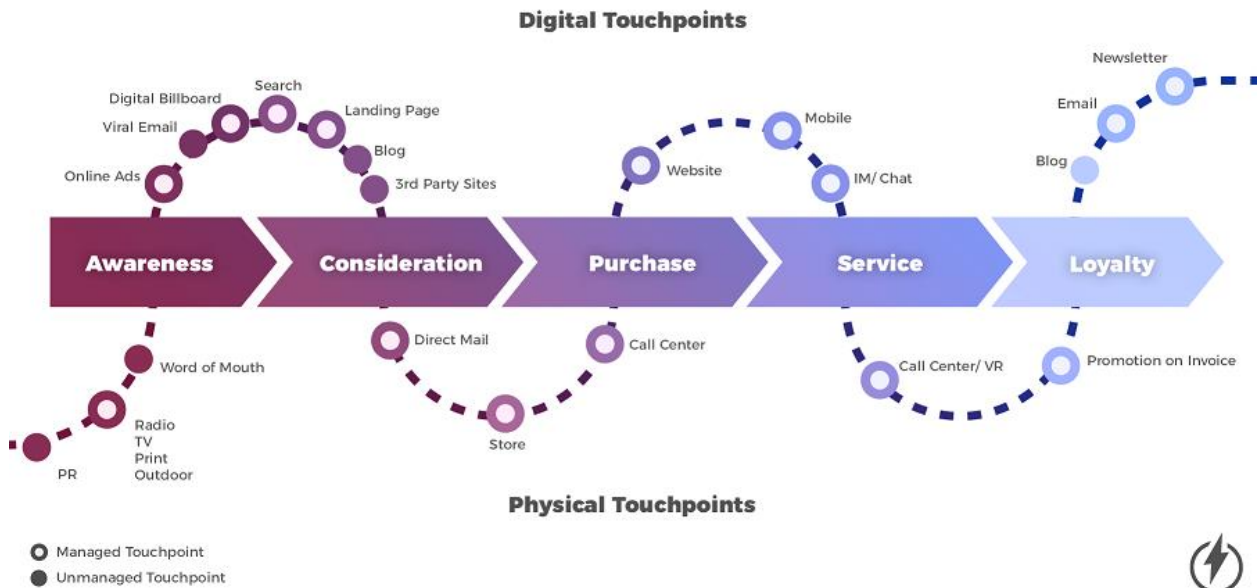 Digital Touchpoints
Newsletter
Search
Digital Billboard
Landing Page
Email
Viral Email
Mobile
Blog
Blog
Online Ads
3rd Party Sites
Website
IM/ Chat
Awareness
Consideration
Purchase
Service
Loyalty
Direct Mail
Call Center
Word of Mouth
Call Center/ VR
Promotion on Invoice
Radio
TV
Print
Outdoor
Store
PR
Physical Touchpoints
Managed Touchpoint
Unmanaged Touchpoint